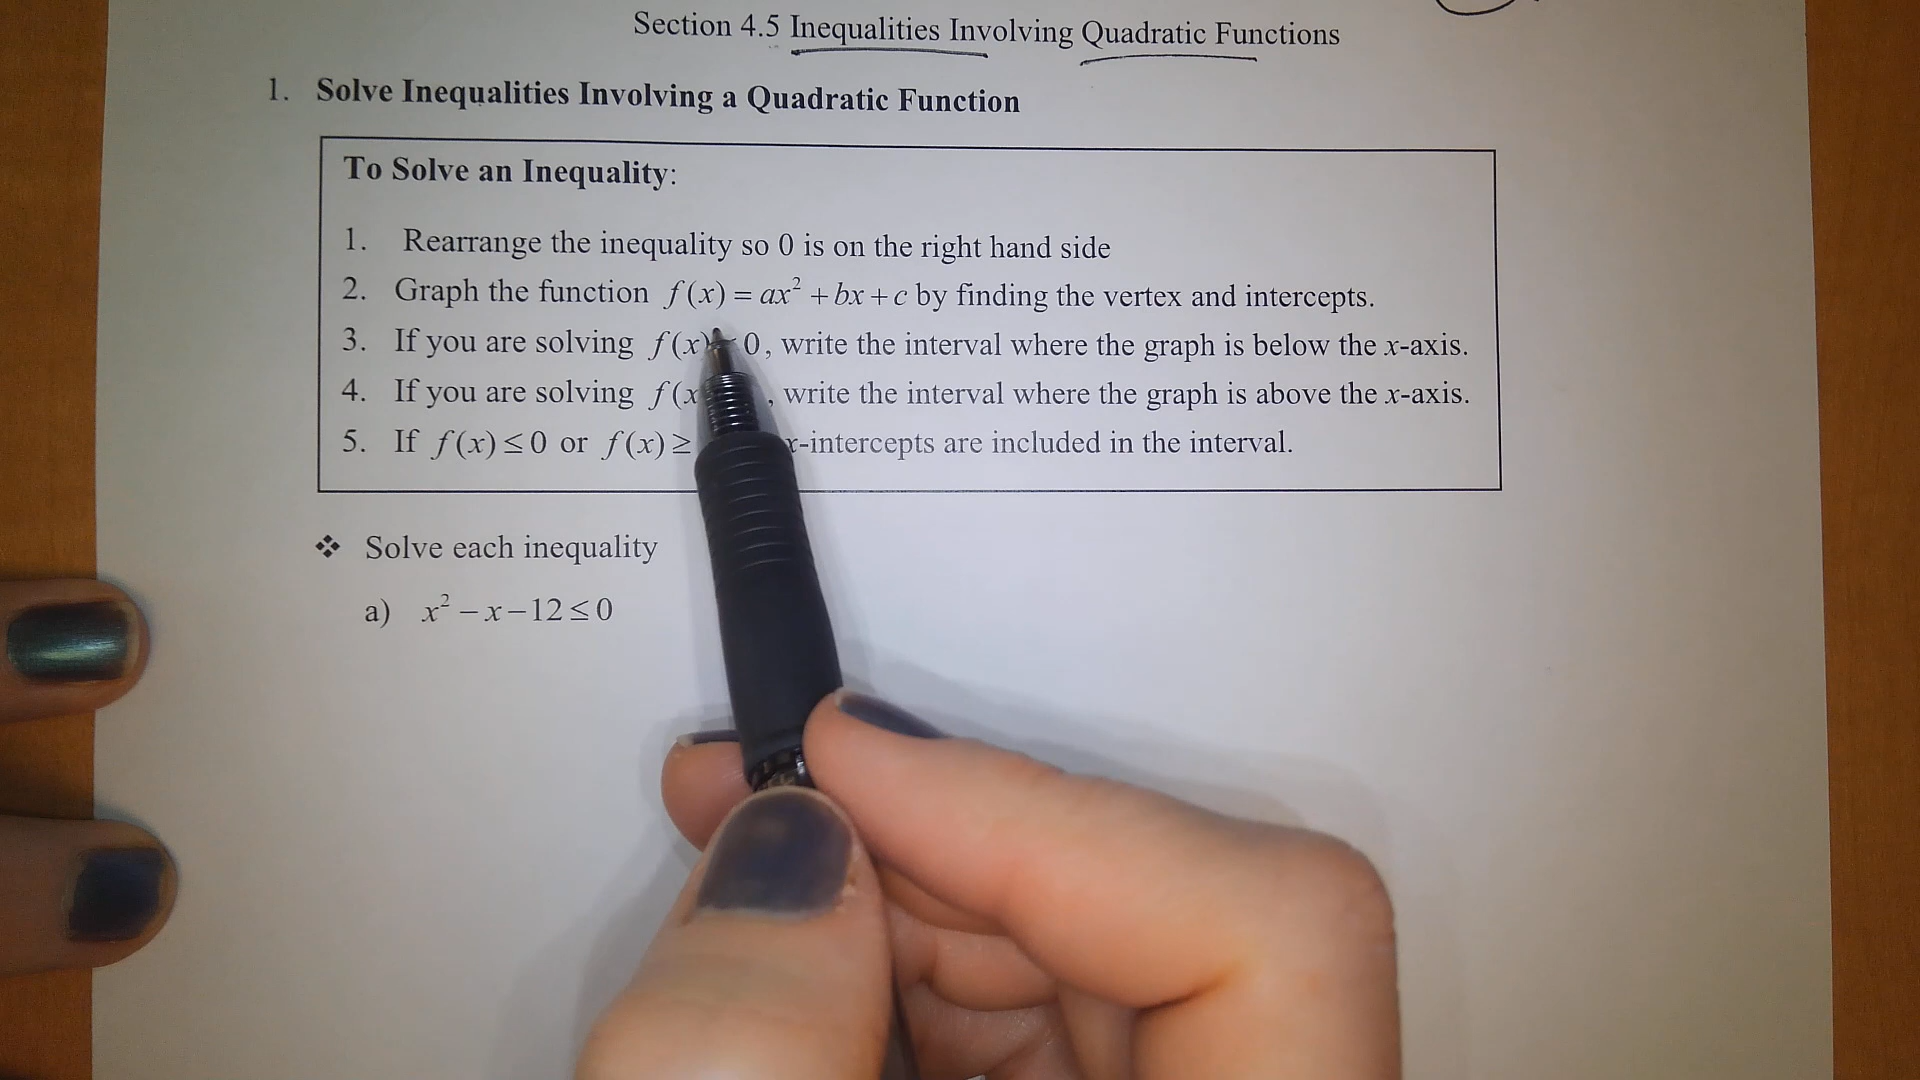 Section 4.5 Inequalities Involving Quadratic Functions
1. Solve Inequalities Involving a Quadratic Function
To Solve an Inequality:
1. Rearrange the inequality so 0 is on the right hand side
2. Graph the function f(x) = ax² + bx + c by finding the vertex and intercepts.
3. If you are solving f(x) 0, write the interval where the graph is below the x-axis.
4. If you are solving f(x , write the interval where the graph is above the x-axis.
5. If f(x) ≤ 0 or f(x) ≥ x-intercepts are included in the interval.
❖ Solve each inequality
a) x² − x − 12 ≤ 0